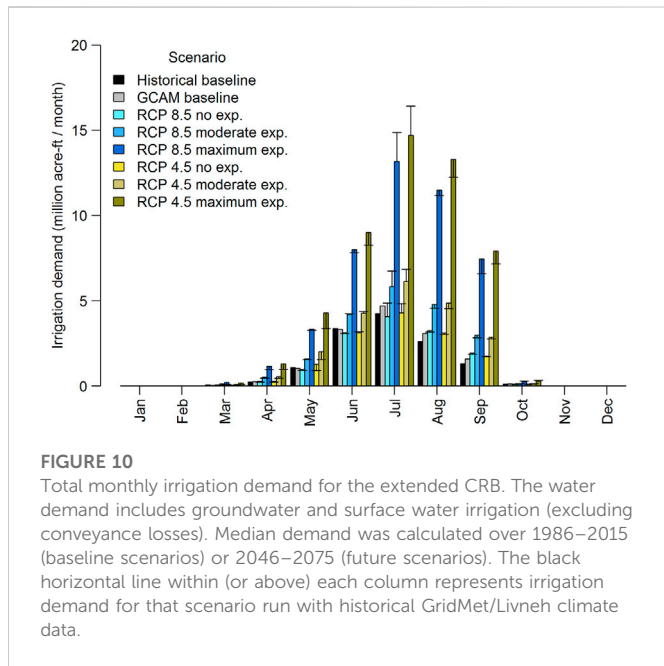 20
15
10
5
0
Irrigation demand (million acre-ft / month)
Scenario
Historical baseline
GCAM baseline
RCP 8.5 no exp.
RCP 8.5 moderate exp.
RCP 8.5 maximum exp.
RCP 4.5 no exp.
RCP 4.5 moderate exp.
RCP 4.5 maximum exp.
Jan
Feb
Mar
Apr
May
Jun
Jul
Aug
Sep
Oct
Nov
Dec
FIGURE 10
Total monthly irrigation demand for the extended CRB. The water
demand includes groundwater and surface water irrigation (excluding
conveyance losses). Median demand was calculated over 1986–2015
(baseline scenarios) or 2046–2075 (future scenarios). The black
horizontal line within (or above) each column represents irrigation
demand for that scenario run with historical GridMet/Livneh climate
data.